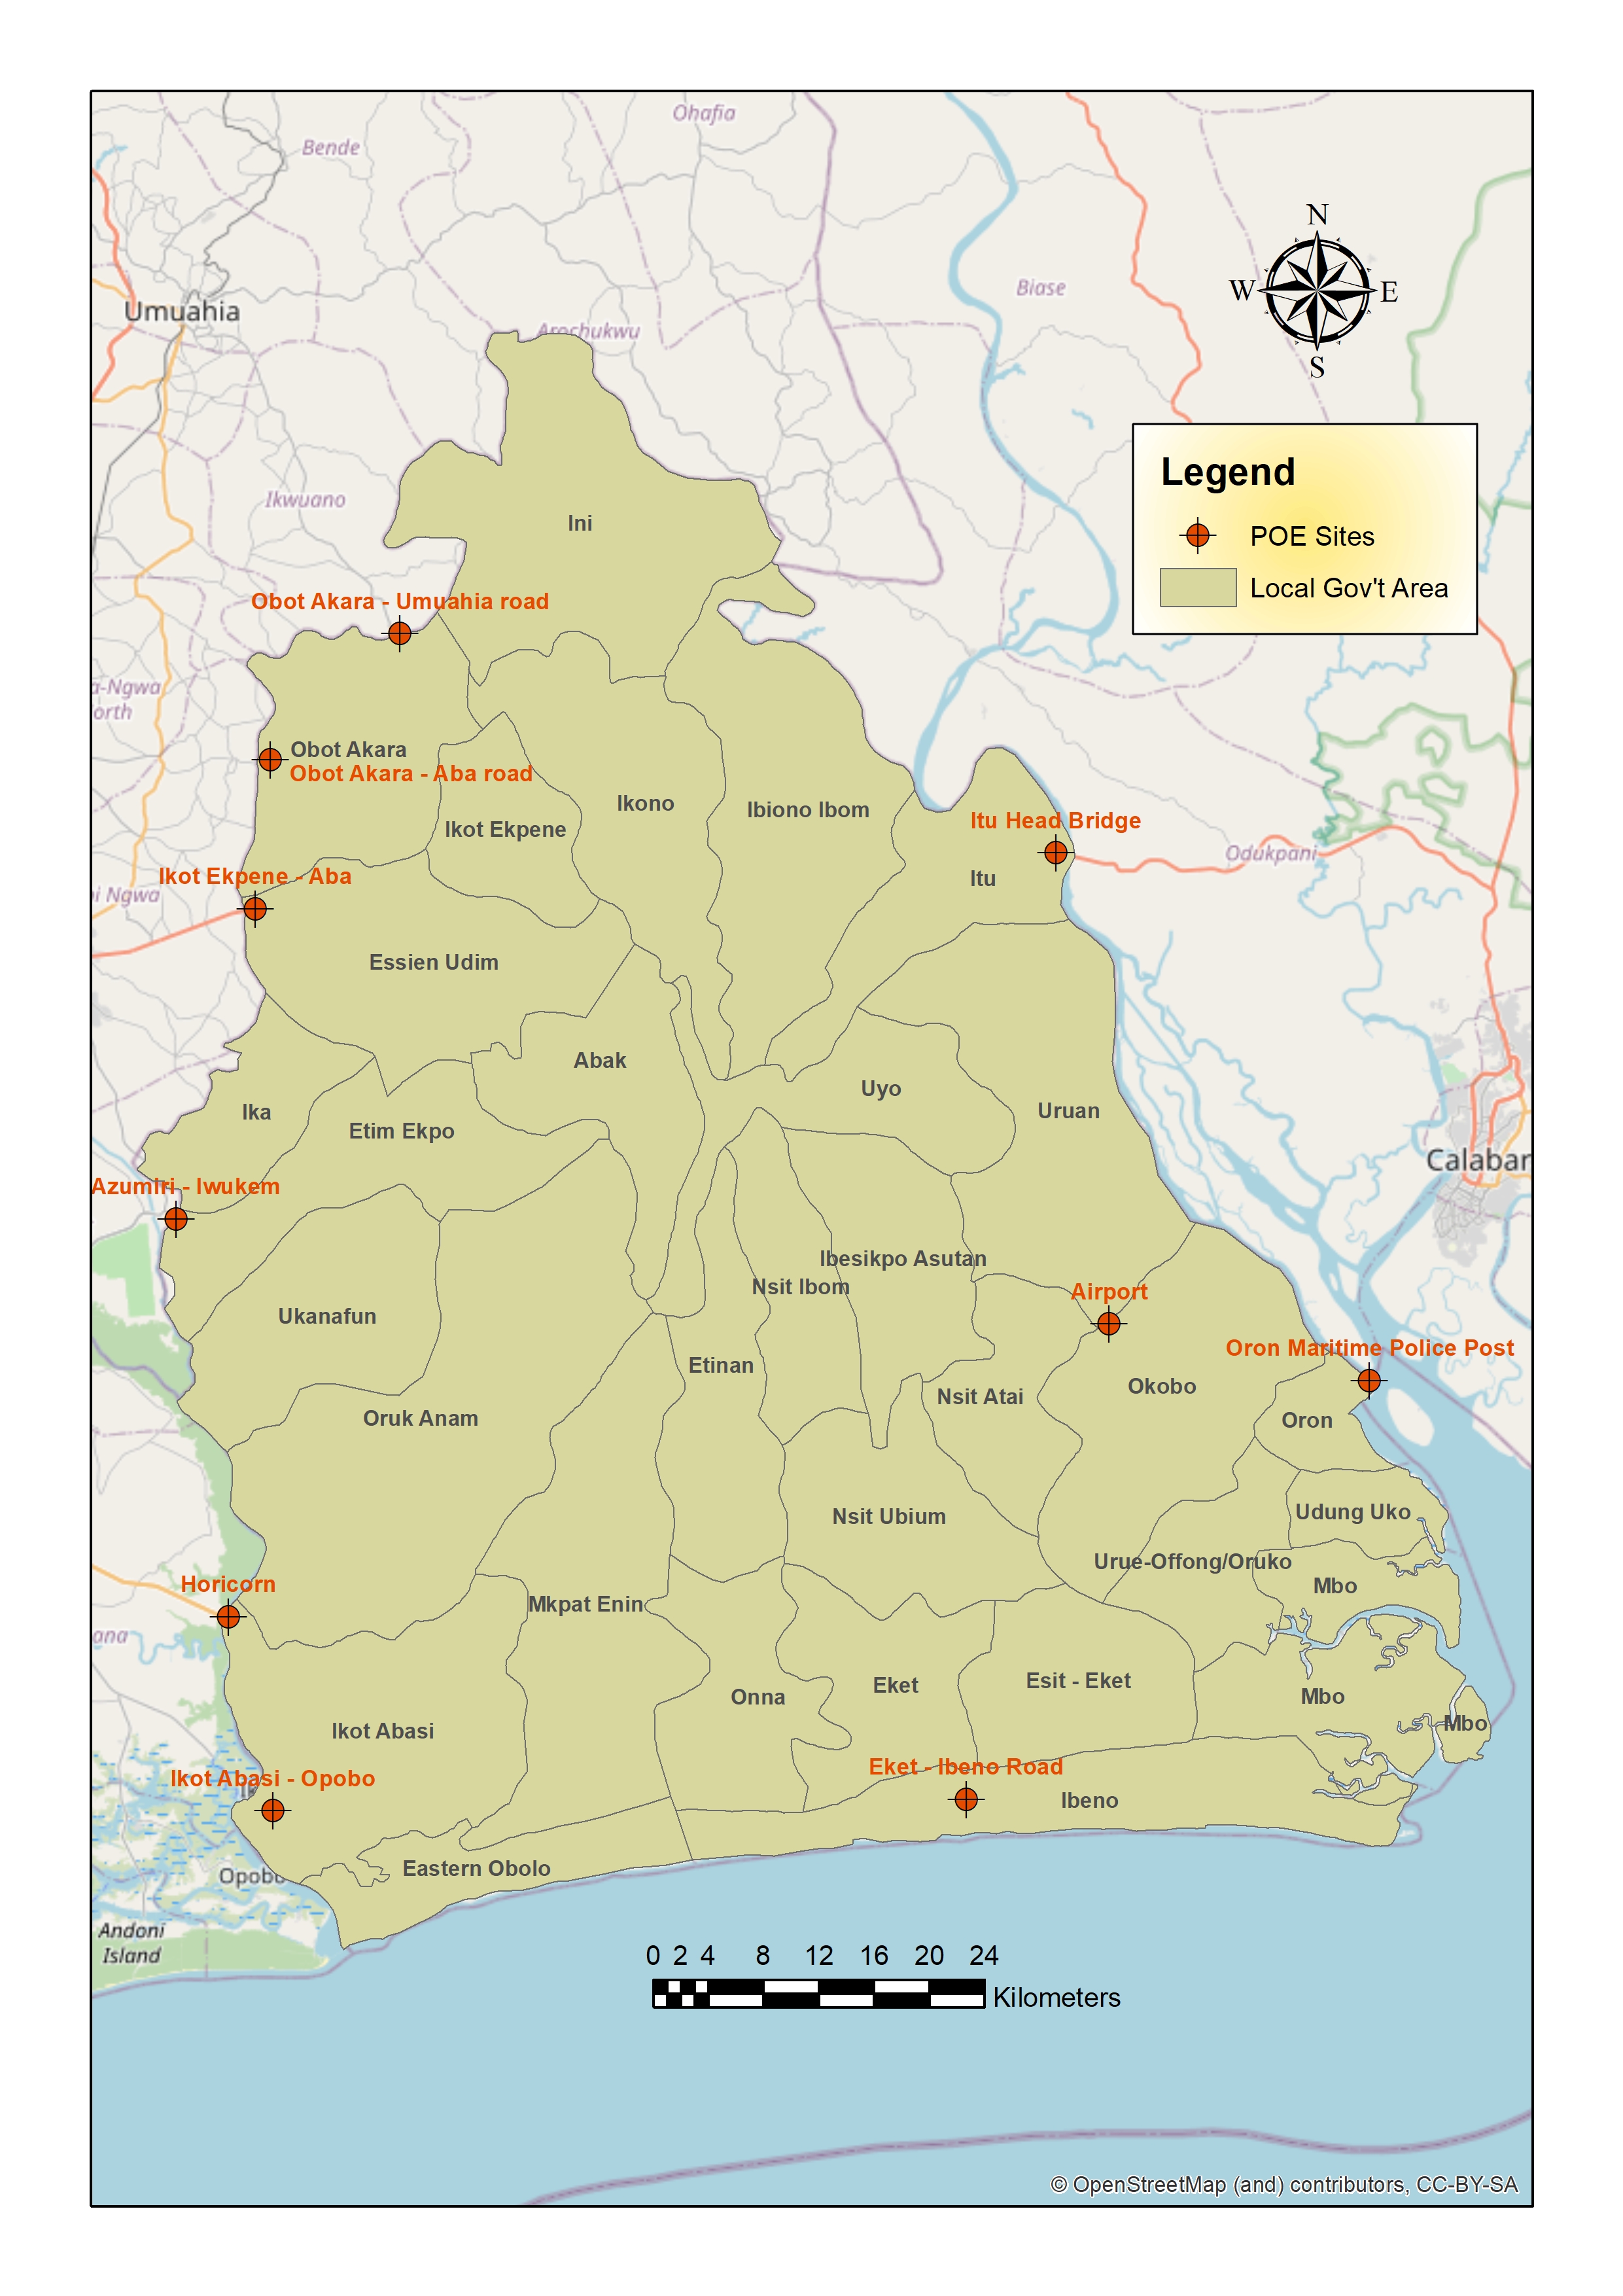 Ohafia
Bende
N
Umuahia
Biase
W
E
Arochukwu
S
Legend
Ikwuano
Ini
POE Sites
Local Gov't Area
Obot Akara - Umuahia road
a-Ngwa
orth
Obot Akara
Obot Akara - Aba road
Ikono
Ibiono Ibom
Itu Head Bridge
Ikot Ekpene
Odukpani
Ikot Ekpene - Aba
Itu
i Ngwa
Essien Udim
Abak
Uyo
Ika
Uruan
Etim Ekpo
Calabar
Azumiri - Iwukem
Ibesikpo Asutan
Nsit Ibom
Airport
Ukanafun
Oron Maritime Police Post
Etinan
Okobo
Nsit Atai
Oruk Anam
Oron
Udung Uko
Nsit Ubium
Urue-Offong/Oruko
Horicorn
Mbo
Mkpat Enin
ana
Esit - Eket
Eket
Onna
Mbo
Mbo
Ikot Abasi
Eket - Ibeno Road
Ikot Abasi - Opobo
Ibeno
Eastern Obolo
Opobo
Andoni
Island
0 2 4 8 12 16 20 24
Kilometers
© OpenStreetMap (and) contributors, CC-BY-SA